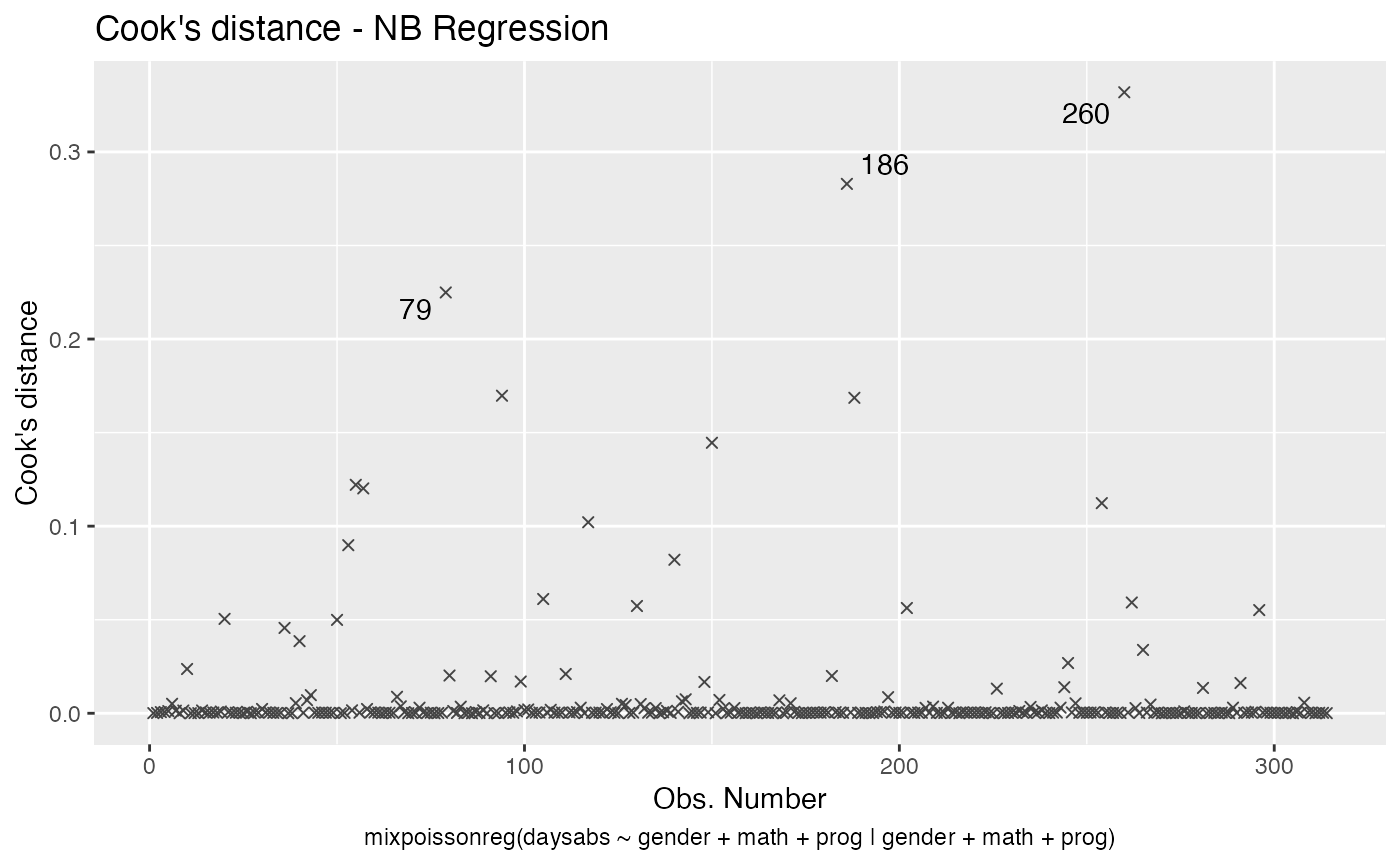 Cook's distance - NB Regression
260
0.3
186
79
0.2
Cook's distance
0.1
0.0
0 100 200 300
Obs. Number
mixpoissonreg(daysabs ~ gender + math + prog | gender + math + prog)